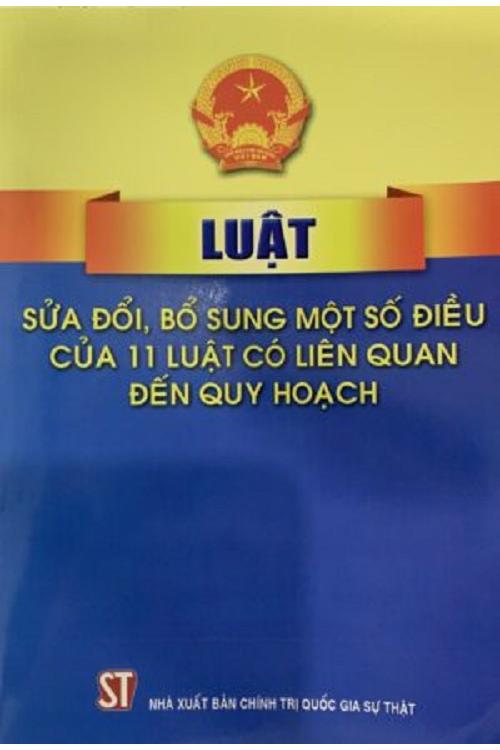 LUẬT
SỬA ĐỔI, BỔ SUNG MỘT SỐ ĐIỀU
CỦA 11 LUẬT CÓ LIÊN QUAN
ĐẾN QUY HOẠCH
ST
NHÀ XUẤT BẢN CHÍNH TRỊ QUỐC GIA SỰ THẬT